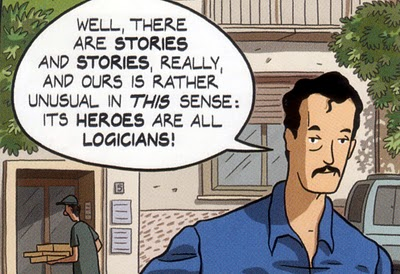 WELL, THERE
ARE STORIES
AND STORIES, REALLY,
AND OURS IS RATHER
UNUSUAL IN THIS SENSE:
ITS HEROES ARE ALL
LOGICIANS!
5